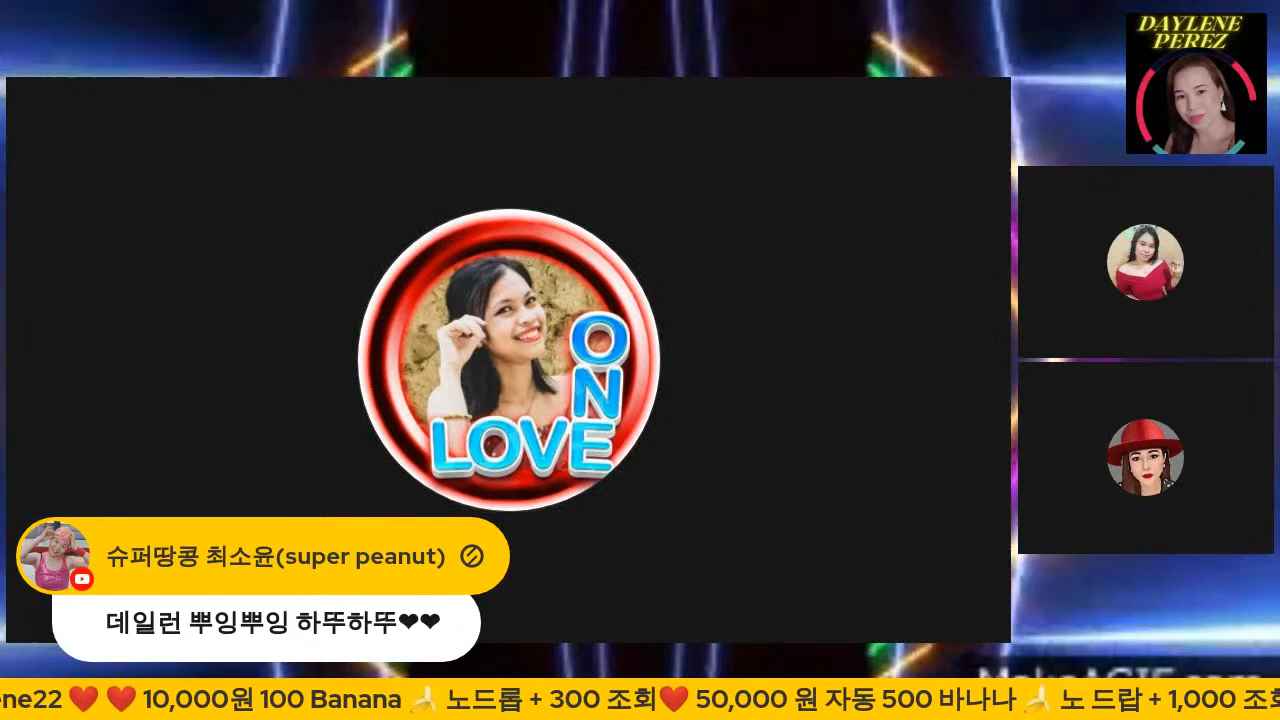 DAYLENE
PEREZ
O
N
LOVE
슈퍼땅콩 최소윤(super peanut)
데일런 뿌잉뿌잉 하뚜하뚜❤❤
ene22 ❤️ ❤️ 10,000원 100 Banana 🍌 노드롭 + 300 조회❤️ 50,000 원 자동 500 바나나 🍌 노 드랍 + 1,000 조회